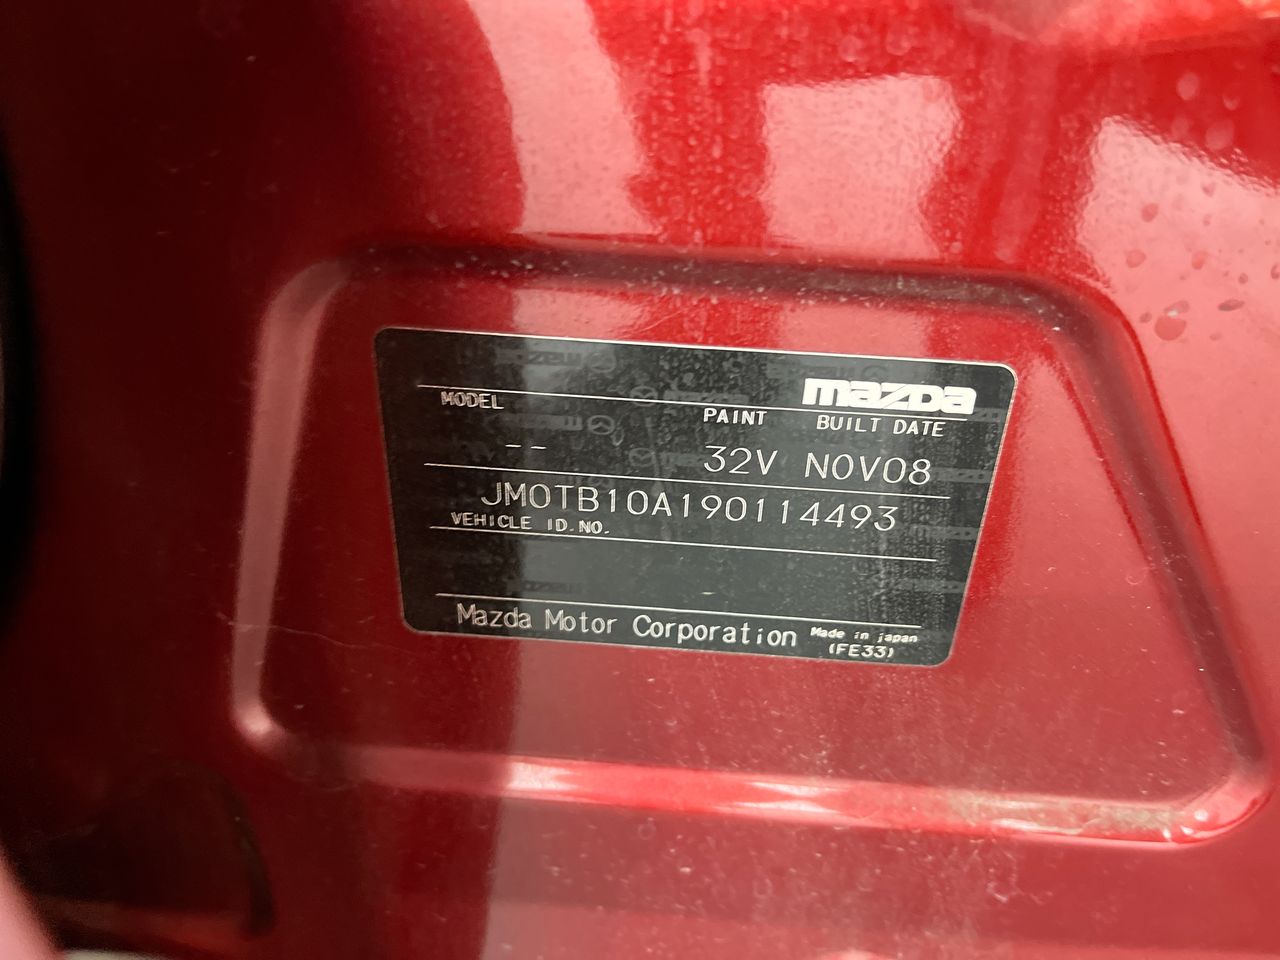 mazda
MODEL PAINT BUILT DATE
-- 32V NOV08
JM0TB10A190114493
VEHICLE ID.NO.
Mazda Motor Corporation Made in japan
(FE33)